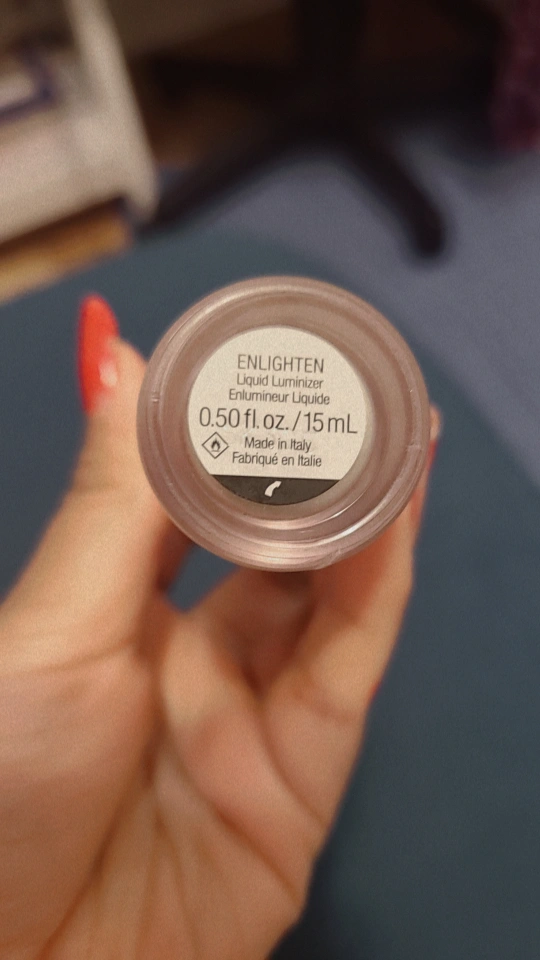 ENLIGHTEN
Liquid Luminizer
Enlumineur Liquide
0.50 fl. oz. / 15 mL
Made in Italy
Fabriqué en Italie